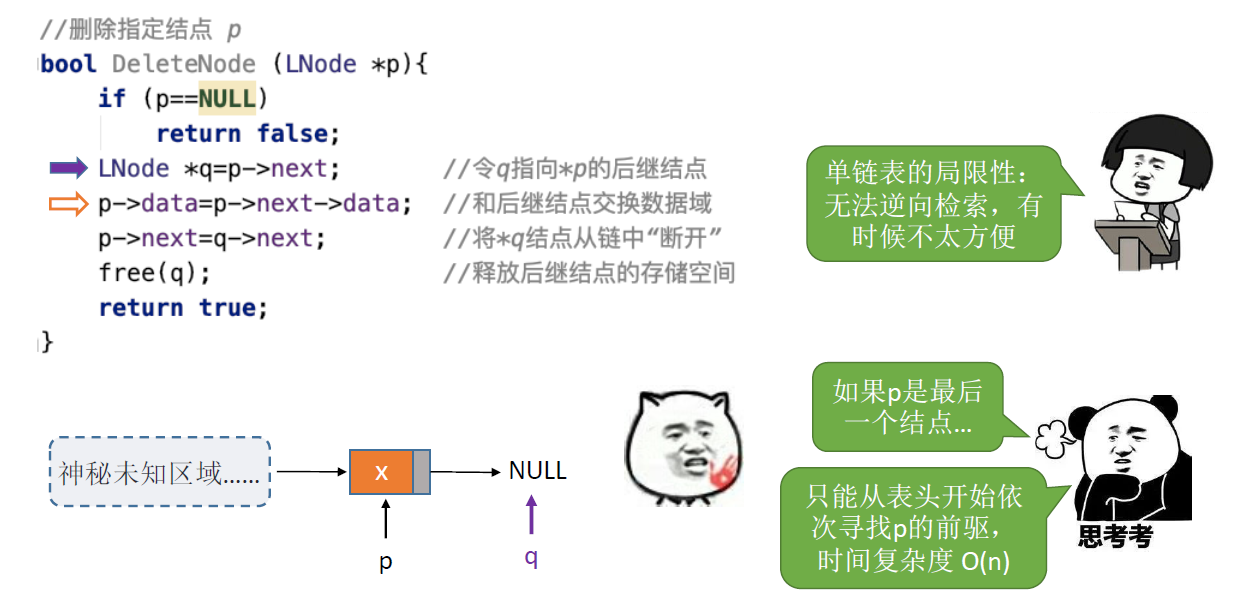 //删除指定结点 p
bool DeleteNode (LNode *p){
if (p==NULL)
return false;
LNode *q=p->next; //令q指向*p的后继结点
p->data=p->next->data; //和后继结点交换数据域
p->next=q->next; //将*q结点从链中“断开”
free(q); //释放后继结点的存储空间
return true;
}
单链表的局限性：
无法逆向检索，有
时候不太方便
神秘未知区域……
x
NULL
p
q
如果p是最后
一个结点…
只能从表头开始依
次寻找p的前驱，
时间复杂度 O(n)
思考考